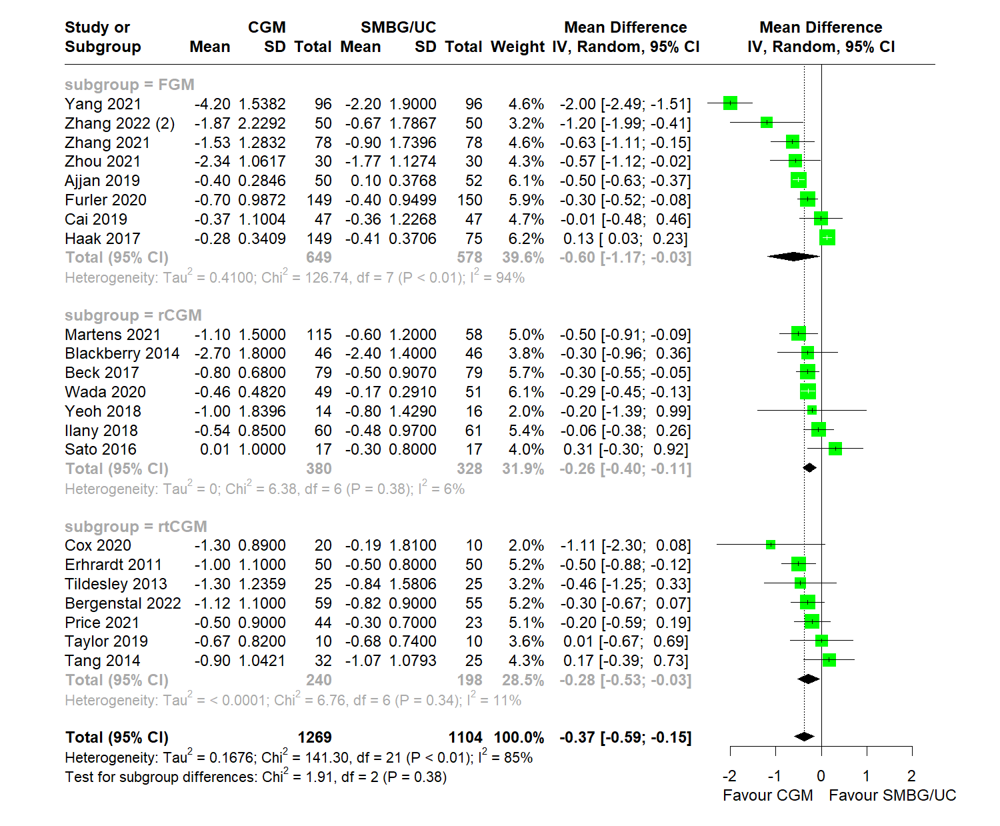 Study or CGM SMBG/UC Mean Difference Mean Difference
Subgroup Mean SD Total Mean SD Total Weight IV, Random, 95% CI IV, Random, 95% CI
subgroup = FGM
Yang 2021 -4.20 1.5382 96 -2.20 1.9000 96 4.6% -2.00 [-2.49; -1.51]
Zhang 2022 (2) -1.87 2.2292 50 -0.67 1.7867 50 3.2% -1.20 [-1.99; -0.41]
Zhang 2021 -1.53 1.2832 78 -0.90 1.7396 78 4.6% -0.63 [-1.11; -0.15]
Zhou 2021 -2.34 1.0617 30 -1.77 1.1274 30 4.3% -0.57 [-1.12; -0.02]
Ajjan 2019 -0.40 0.2846 50 0.10 0.3768 52 6.1% -0.50 [-0.63; -0.37]
Furler 2020 -0.70 0.9872 149 -0.40 0.9499 150 5.9% -0.30 [-0.52; -0.08]
Cai 2019 -0.37 1.1004 47 -0.36 1.2268 47 4.7% -0.01 [-0.48; 0.46]
Haak 2017 -0.28 0.3409 149 -0.41 0.3706 75 6.2% 0.13 [ 0.03; 0.23]
Total (95% CI) 649 578 39.6% -0.60 [-1.17; -0.03]
Heterogeneity: Tau² = 0.4100; Chi² = 126.74, df = 7 (P < 0.01); I² = 94%
subgroup = rCGM
Martens 2021 -1.10 1.5000 115 -0.60 1.2000 58 5.0% -0.50 [-0.91; -0.09]
Blackberry 2014 -2.70 1.8000 46 -2.40 1.4000 46 3.8% -0.30 [-0.96; 0.36]
Beck 2017 -0.80 0.6800 79 -0.50 0.9070 79 5.7% -0.30 [-0.55; -0.05]
Wada 2020 -0.46 0.4820 49 -0.17 0.2910 51 6.1% -0.29 [-0.45; -0.13]
Yeoh 2018 -1.00 1.8396 14 -0.80 1.4290 16 2.0% -0.20 [-1.39; 0.99]
Ilany 2018 -0.54 0.8500 60 -0.48 0.9700 61 5.4% -0.06 [-0.38; 0.26]
Sato 2016 0.01 1.0000 17 -0.30 0.8000 17 4.0% 0.31 [-0.30; 0.92]
Total (95% CI) 380 328 31.9% -0.26 [-0.40; -0.11]
Heterogeneity: Tau² = 0; Chi² = 6.38, df = 6 (P = 0.38); I² = 6%
subgroup = rtCGM
Cox 2020 -1.30 0.8900 20 -0.19 1.8100 10 2.0% -1.11 [-2.30; 0.08]
Erhrardt 2011 -1.00 1.1000 50 -0.50 0.8000 50 5.2% -0.50 [-0.88; -0.12]
Tildesley 2013 -1.30 1.2359 25 -0.84 1.5806 25 3.2% -0.46 [-1.25; 0.33]
Bergenstal 2022 -1.12 1.1000 59 -0.82 0.9000 55 5.2% -0.30 [-0.67; 0.07]
Price 2021 -0.50 0.9000 44 -0.30 0.7000 23 5.1% -0.20 [-0.59; 0.19]
Taylor 2019 -0.67 0.8200 10 -0.68 0.7400 10 3.6% 0.01 [-0.67; 0.69]
Tang 2014 -0.90 1.0421 32 -1.07 1.0793 25 4.3% 0.17 [-0.39; 0.73]
Total (95% CI) 240 198 28.5% -0.28 [-0.53; -0.03]
Heterogeneity: Tau² = < 0.0001; Chi² = 6.76, df = 6 (P = 0.34); I² = 11%
Total (95% CI) 1269 1104 100.0% -0.37 [-0.59; -0.15]
Heterogeneity: Tau² = 0.1676; Chi² = 141.30, df = 21 (P < 0.01); I² = 85%
Test for subgroup differences: Chi² = 1.91, df = 2 (P = 0.38)
-2 -1 0 1 2
Favour CGM Favour SMBG/UC